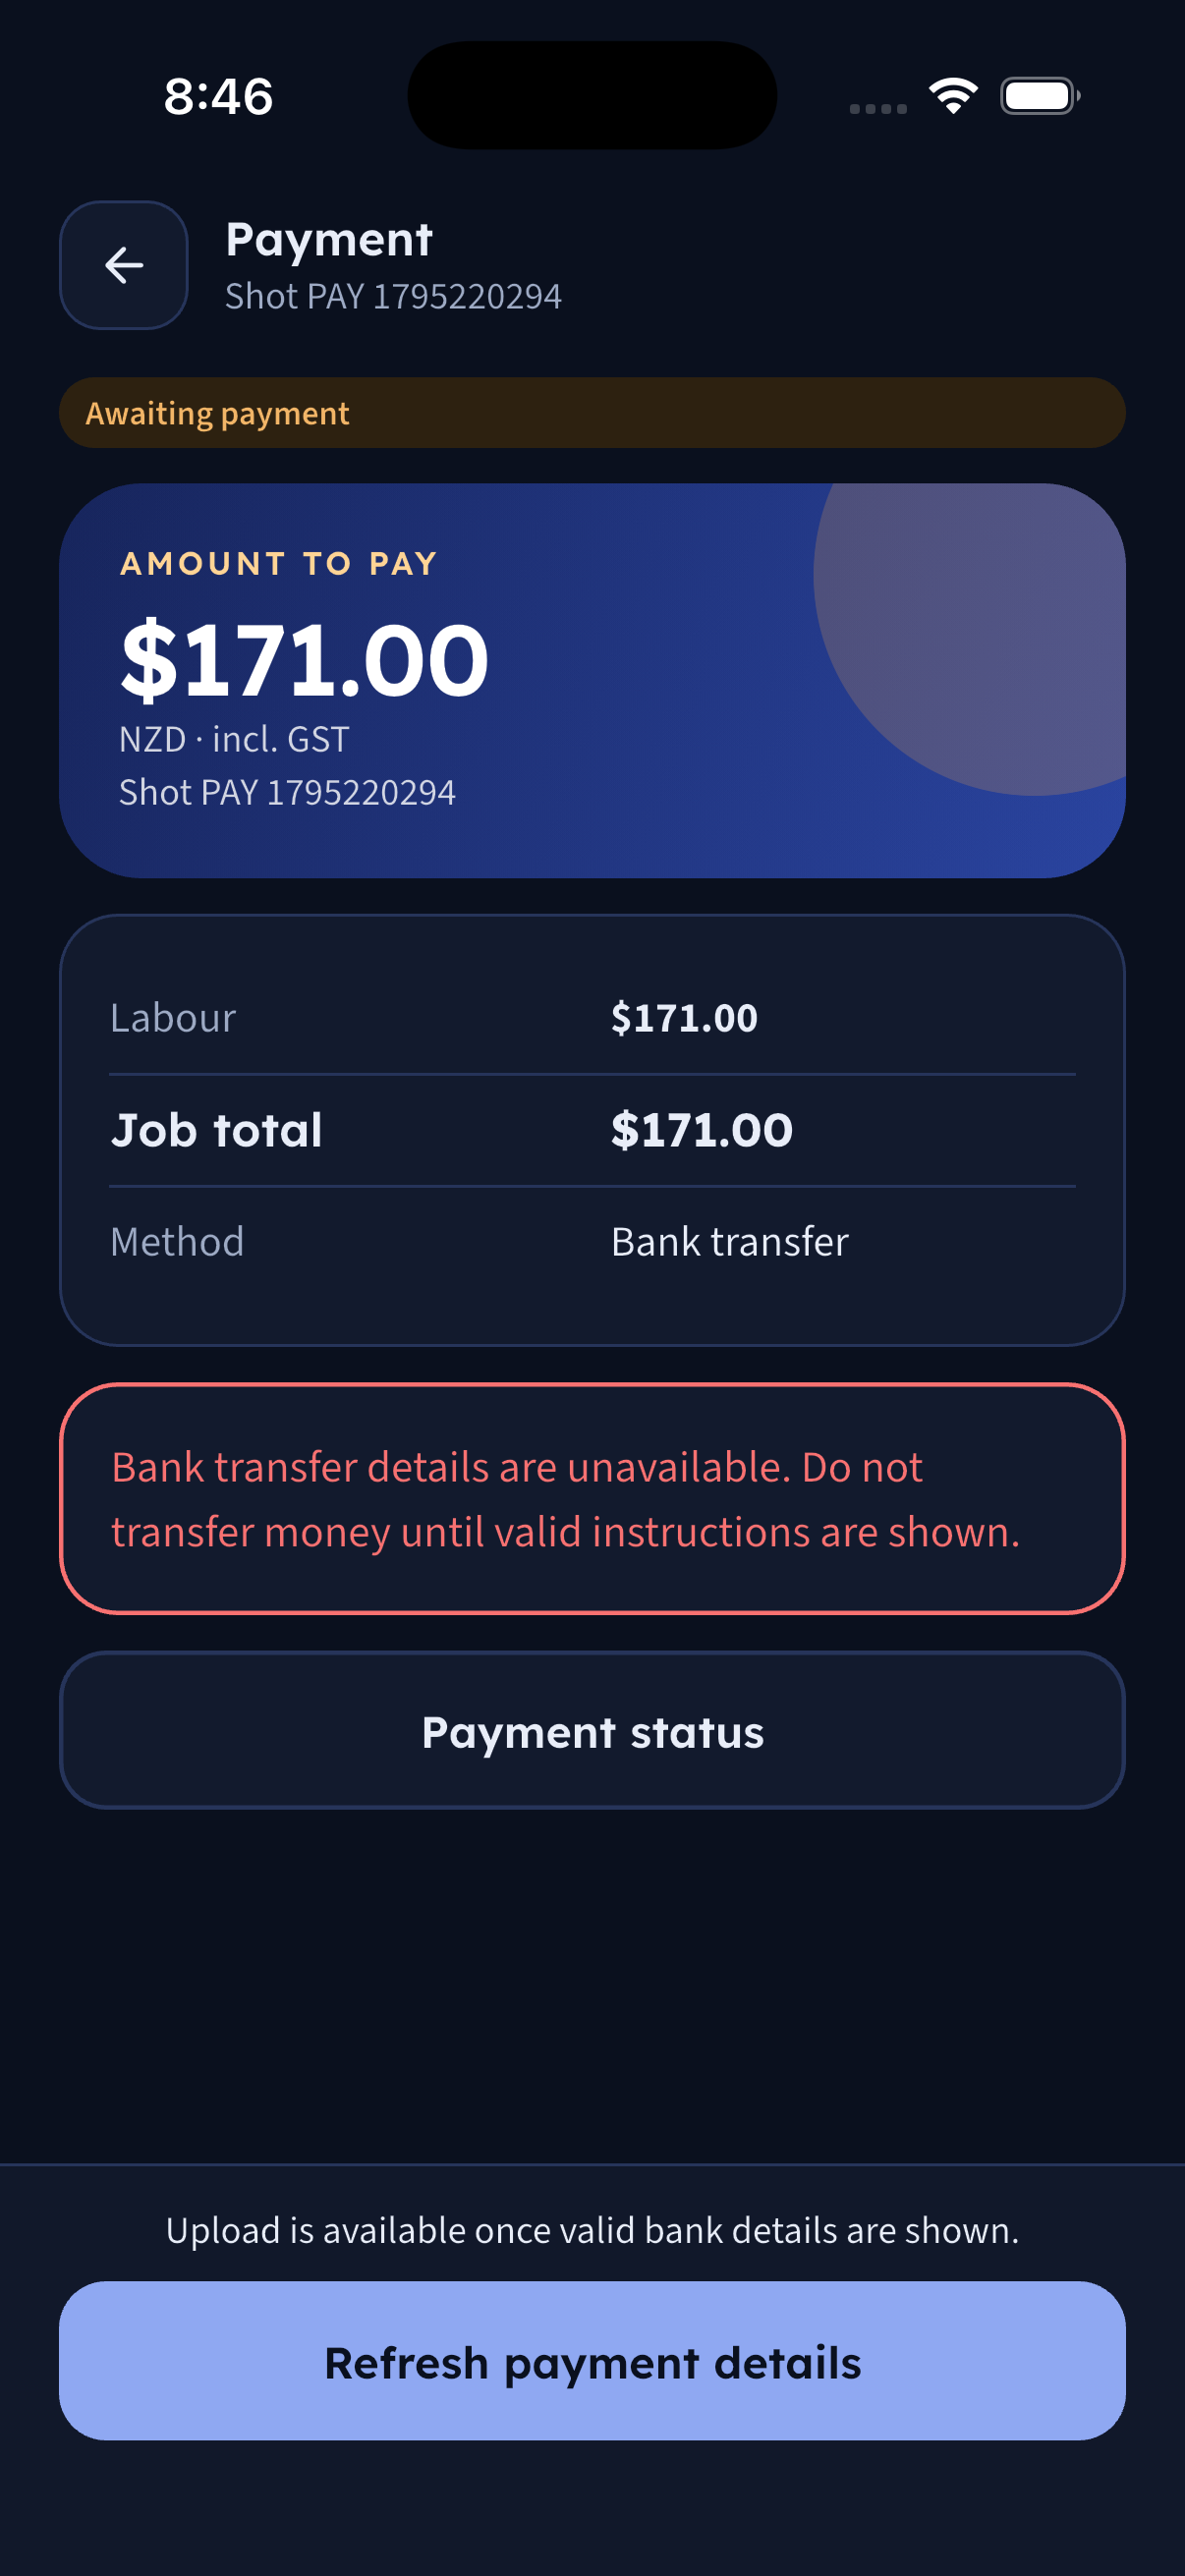 8:46
Payment
Shot PAY 1795220294
Awaiting payment
AMOUNT TO PAY
$171.00
NZD · incl. GST
Shot PAY 1795220294
Labour $171.00
Job total $171.00
Method Bank transfer
Bank transfer details are unavailable. Do not
transfer money until valid instructions are shown.
Payment status
Upload is available once valid bank details are shown.
Refresh payment details